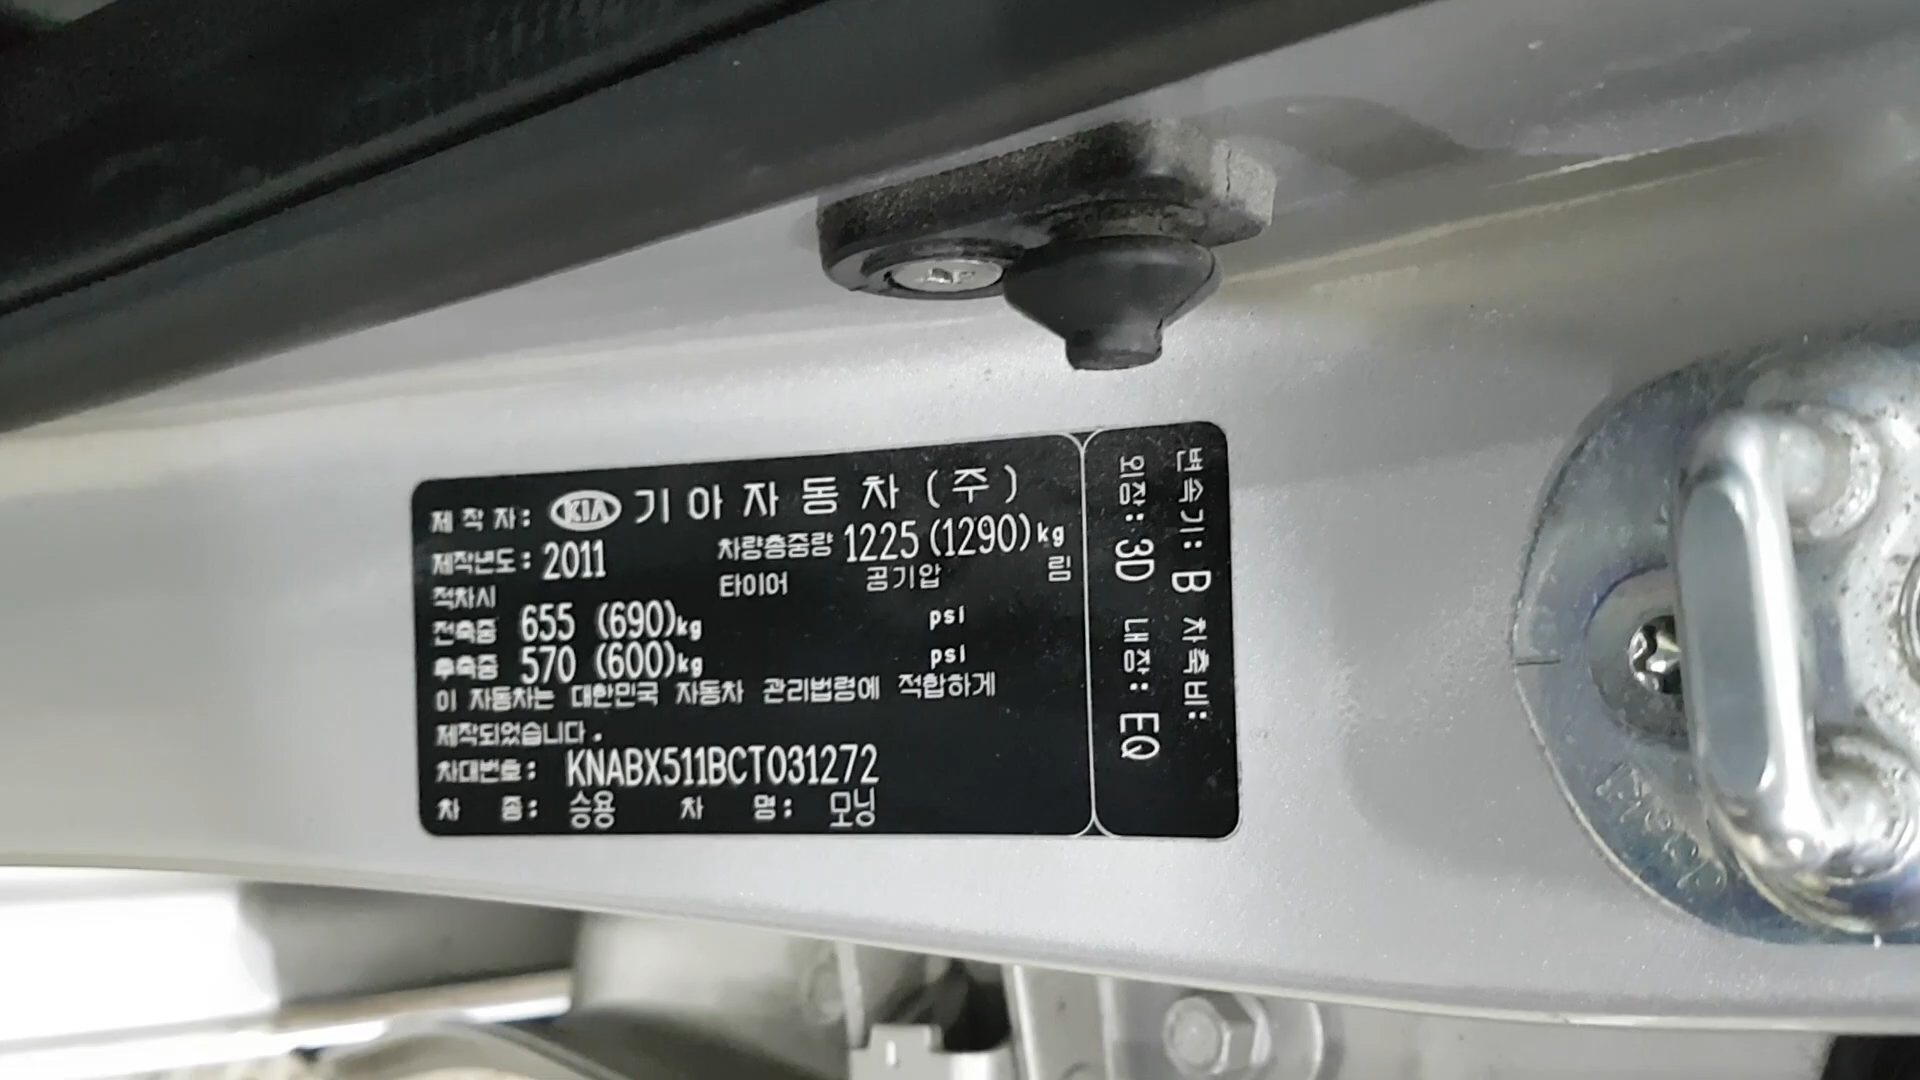 제작자: KIA 기아자동차(주)
제작년도: 2011 차량총중량 1225 (1290)kg
적차시 타이어 공기압 림
전축중 655 (690)kg psi
후축중 570 (600)kg psi
이 자동차는 대한민국 자동차 관리법령에 적합하게
제작되었습니다.
차대번호: KNABX511BCT031272
차 종: 승용 차 명: 모닝
변속기: B 차축비:
외장: 3D 내장: EQ